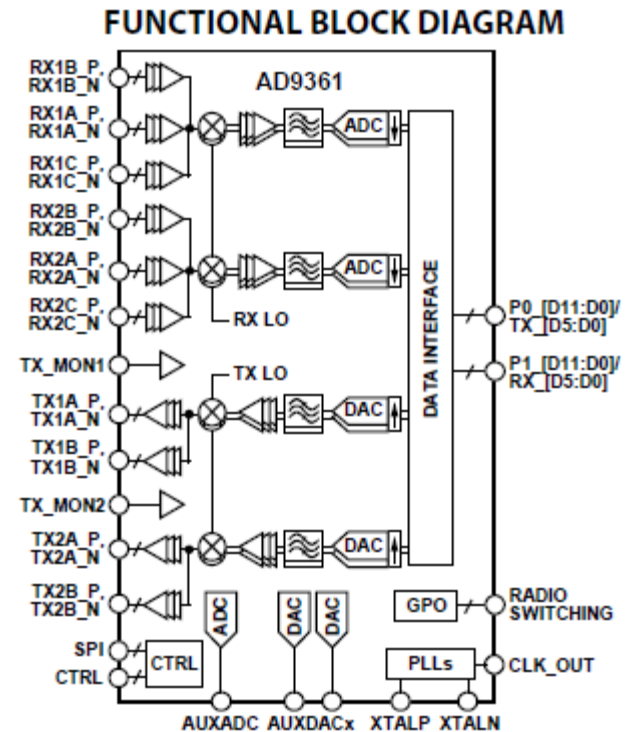 FUNCTIONAL BLOCK DIAGRAM
AD9361
RX1B_P,
RX1B_N
RX1A_P,
RX1A_N
RX1C_P,
RX1C_N
RX2B_P,
RX2B_N
RX2A_P,
RX2A_N
RX2C_P,
RX2C_N
TX_MON1
TX1A_P,
TX1A_N
TX1B_P,
TX1B_N
TX_MON2
TX2A_P,
TX2A_N
TX2B_P,
TX2B_N
SPI
CTRL
CTRL
ADC
ADC
RX LO
TX LO
DAC
DAC
DATA INTERFACE
P0_[D11:D0]/
TX_[D5:D0]
P1_[D11:D0]/
RX_[D5:D0]
ADC
DAC
DAC
GPO
RADIO
SWITCHING
PLLs
CLK_OUT
AUXADC
AUXDACx
XTALP
XTALN